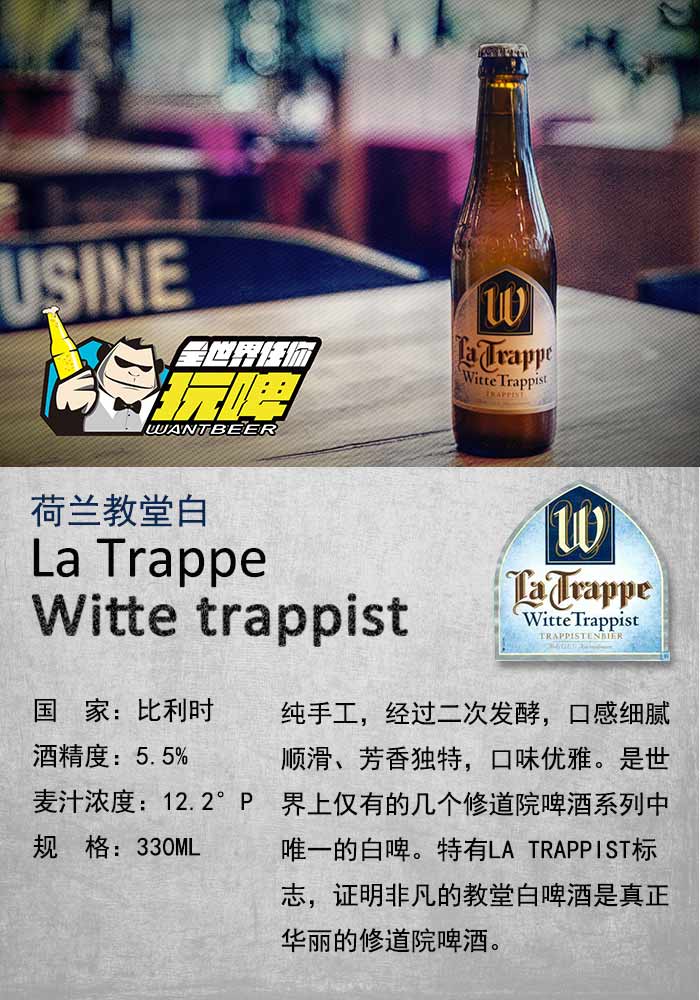 USINE
全世界任你
玩啤
WANTBEER
W
La Trappe
Witte Trappist
TRAPPIST
荷兰教堂白
La Trappe
Witte trappist
W
La Trappe
Witte Trappist
TRAPPISTENBIER
国 家：比利时
酒精度：5.5%
麦汁浓度：12.2°P
规 格：330ML
纯手工，经过二次发酵，口感细腻
顺滑、芳香独特，口味优雅。是世
界上仅有的几个修道院啤酒系列中
唯一的白啤。特有LA TRAPPIST标
志，证明非凡的教堂白啤酒是真正
华丽的修道院啤酒。